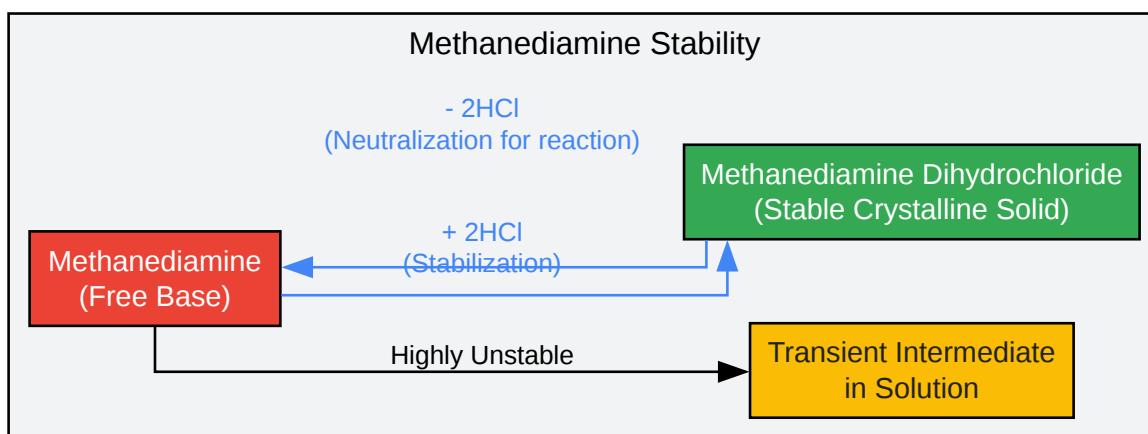 Methanediamine Stability
- 2HCl
(Neutralization for reaction)
Methanediamine Dihydrochloride
(Stable Crystalline Solid)
+ 2HCl
(Stabilization)
Methanediamine
(Free Base)
Highly Unstable
Transient Intermediate
in Solution